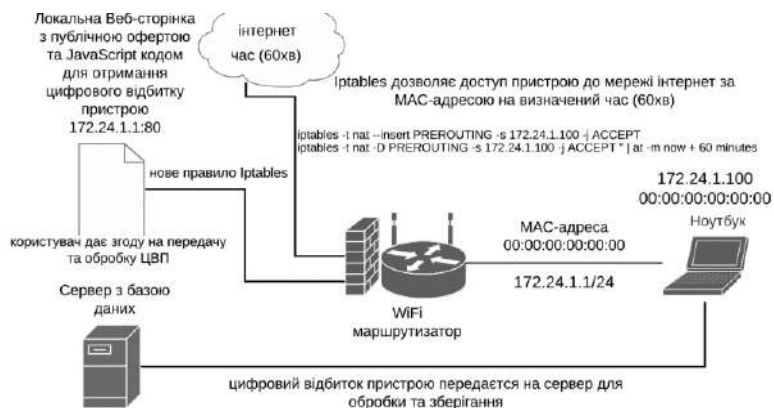 Локальна Веб-сторінка
з публічною офертою
та JavaScript кодом
для отримання
цифрового відбитку
пристрою
172.24.1.1:80
інтернет
час (60хв)
Iptables дозволяє доступ пристрою до мережі інтернет за
МАС-адресою на визначений час (60хв)
iptables -t nat --insert PREROUTING -s 172.24.1.100 -j ACCEPT
iptables -t nat -D PREROUTING -s 172.24.1.100 -j ACCEPT " | at -m now + 60 minutes
нове правило Iptables
172.24.1.100
00:00:00:00:00:00
Ноутбук
МАС-адреса
00:00:00:00:00:00
172.24.1.1/24
користувач дає згоду на передачу
та обробку ЦВП
WiFi
маршрутизатор
Сервер з базою
даних
цифровий відбиток пристрою передаєтся на сервер для
обробки та зберігання